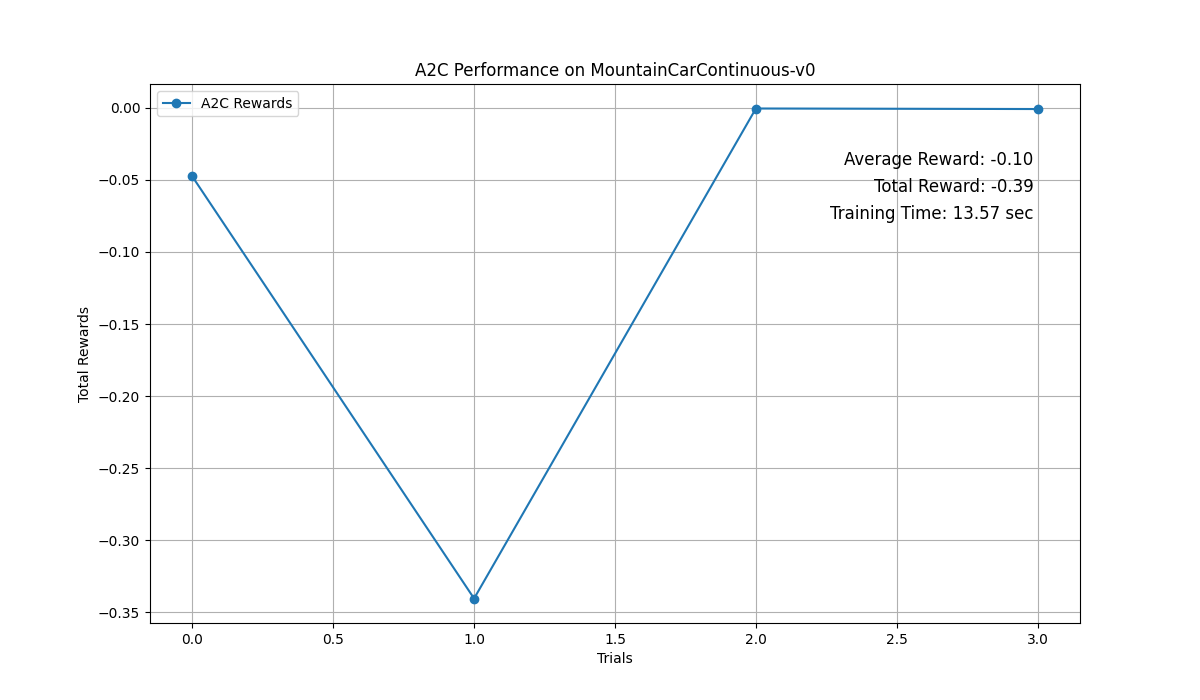 A2C Performance on MountainCarContinuous-v0
A2C Rewards
Average Reward: -0.10
Total Reward: -0.39
Training Time: 13.57 sec
Total Rewards
0.00
−0.05
−0.10
−0.15
−0.20
−0.25
−0.30
−0.35
0.0 0.5 1.0 1.5 2.0 2.5 3.0
Trials